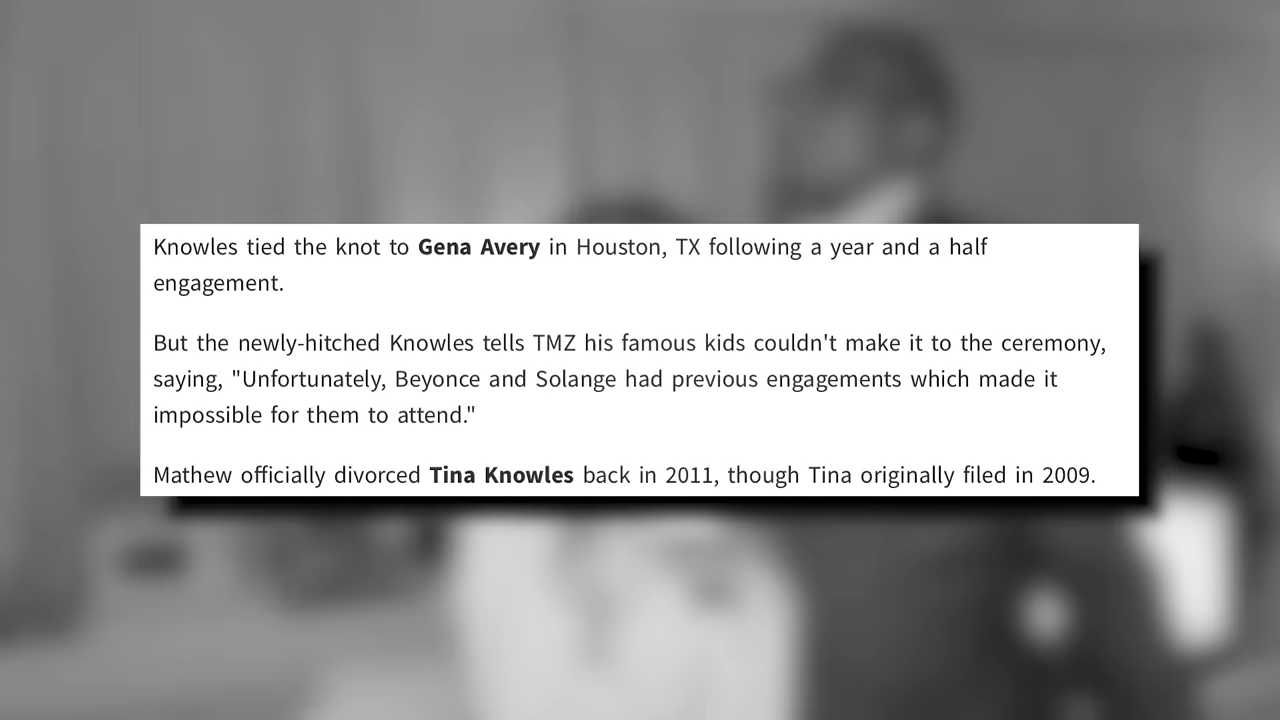 Knowles tied the knot to Gena Avery in Houston, TX following a year and a half
engagement.
But the newly-hitched Knowles tells TMZ his famous kids couldn't make it to the ceremony,
saying, "Unfortunately, Beyonce and Solange had previous engagements which made it
impossible for them to attend."
Mathew officially divorced Tina Knowles back in 2011, though Tina originally filed in 2009.